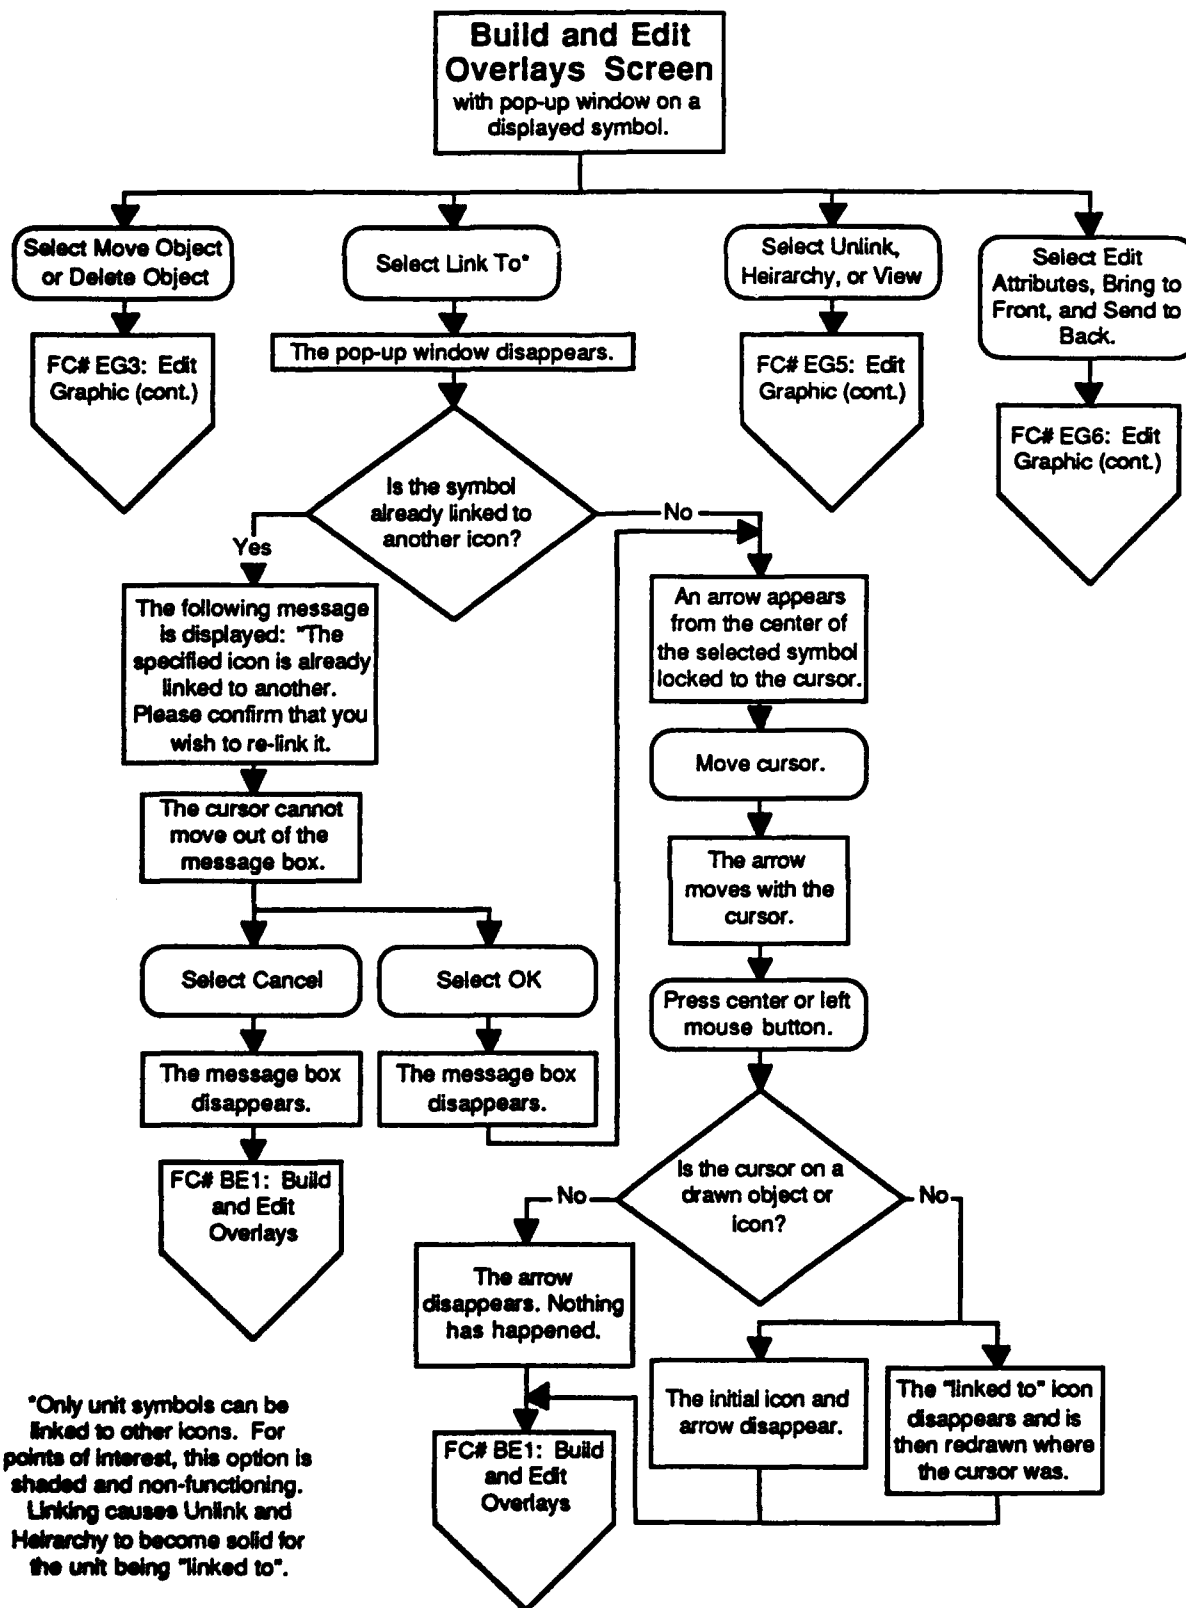 Build and Edit
Overlays Screen
with pop-up window on a
displayed symbol.
Select Move Object
or Delete Object
Select Link To*
Select Unlink,
Heirarchy, or View
Select Edit
Attributes, Bring to
Front, and Send to
Back.
FC# EG3: Edit
Graphic (cont.)
The pop-up window disappears.
FC# EG5: Edit
Graphic (cont.)
FC# EG6: Edit
Graphic (cont.)
Is the symbol
already linked to
another icon?
Yes
No
The following message
is displayed: "The
specified icon is already
linked to another.
Please confirm that you
wish to re-link it.
An arrow appears
from the center of
the selected symbol
locked to the cursor.
Move cursor.
The cursor cannot
move out of the
message box.
The arrow
moves with the
cursor.
Select Cancel
Select OK
Press center or left
mouse button.
The message box
disappears.
The message box
disappears.
Is the cursor on a
drawn object or
icon?
No
No
FC# BE1: Build
and Edit
Overlays
The arrow
disappears. Nothing
has happened.
The initial icon and
arrow disappear.
The "linked to" icon
disappears and is
then redrawn where
the cursor was.
FC# BE1: Build
and Edit
Overlays
*Only unit symbols can be
linked to other icons. For
points of interest, this option is
shaded and non-functioning.
Linking causes Unlink and
Heirarchy to become solid for
the unit being "linked to".